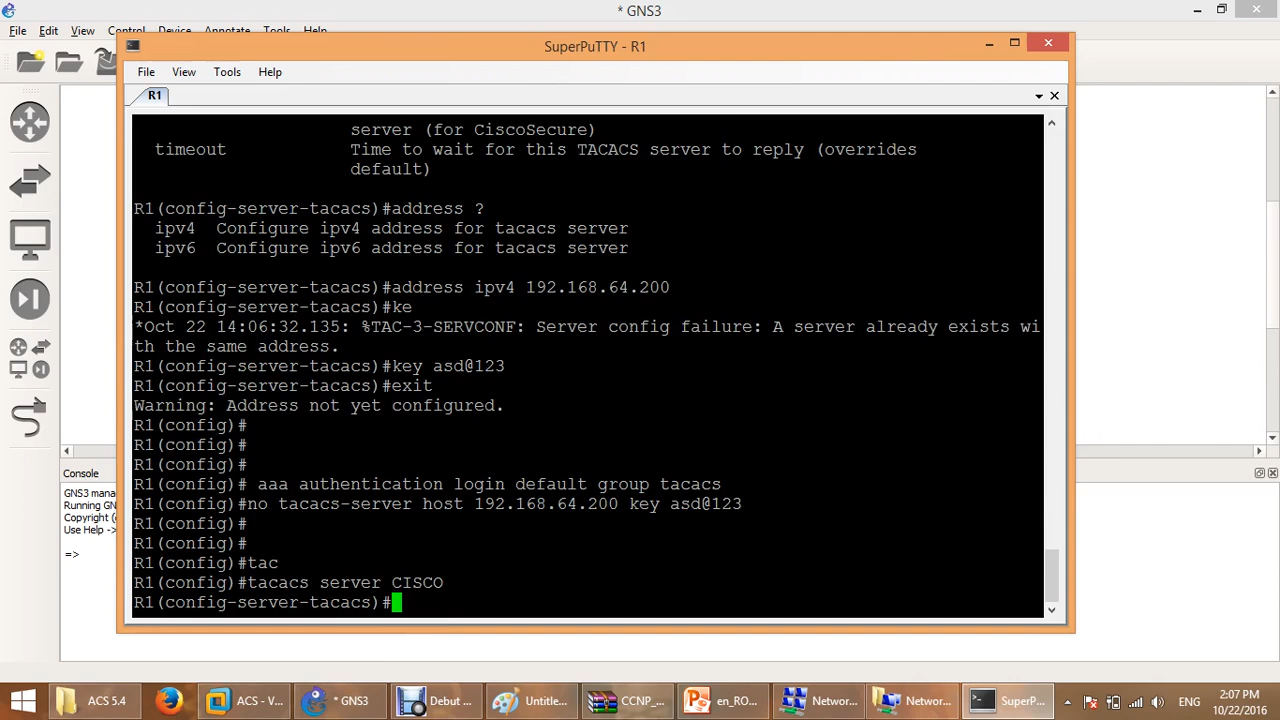 * GNS3
File Edit View Control Device Annotate Tools Help
SuperPuTTY - R1
File View Tools Help
R1
server (for CiscoSecure)
timeout Time to wait for this TACACS server to reply (overrides
default)
R1(config-server-tacacs)#address ?
ipv4 Configure ipv4 address for tacacs server
ipv6 Configure ipv6 address for tacacs server
R1(config-server-tacacs)#address ipv4 192.168.64.200
R1(config-server-tacacs)#ke
*Oct 22 14:06:32.135: %TAC-3-SERVCONF: Server config failure: A server already exists wi
th the same address.
R1(config-server-tacacs)#key asd@123
R1(config-server-tacacs)#exit
Warning: Address not yet configured.
R1(config)#
R1(config)#
R1(config)#
R1(config)# aaa authentication login default group tacacs
R1(config)#no tacacs-server host 192.168.64.200 key asd@123
R1(config)#
R1(config)#
R1(config)#tac
R1(config)#tacacs server CISCO
R1(config-server-tacacs)#
Console
GNS3 mana
Running GN
Copyright (c
Use Help ->
=>
ACS 5.4
ACS - V...
* GNS3
Debut ...
Untitle...
CCNP_...
en_RO...
Network...
Network...
SuperP...
ENG
2:07 PM
10/22/2016